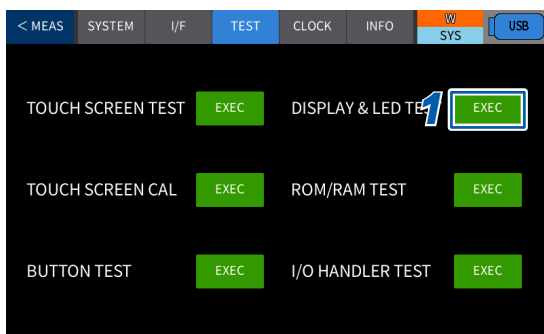 < MEAS SYSTEM I/F TEST CLOCK INFO W SYS USB
TOUCH SCREEN TEST EXEC DISPLAY & LED TE 1 EXEC
TOUCH SCREEN CAL EXEC ROM/RAM TEST EXEC
BUTTON TEST EXEC I/O HANDLER TEST EXEC